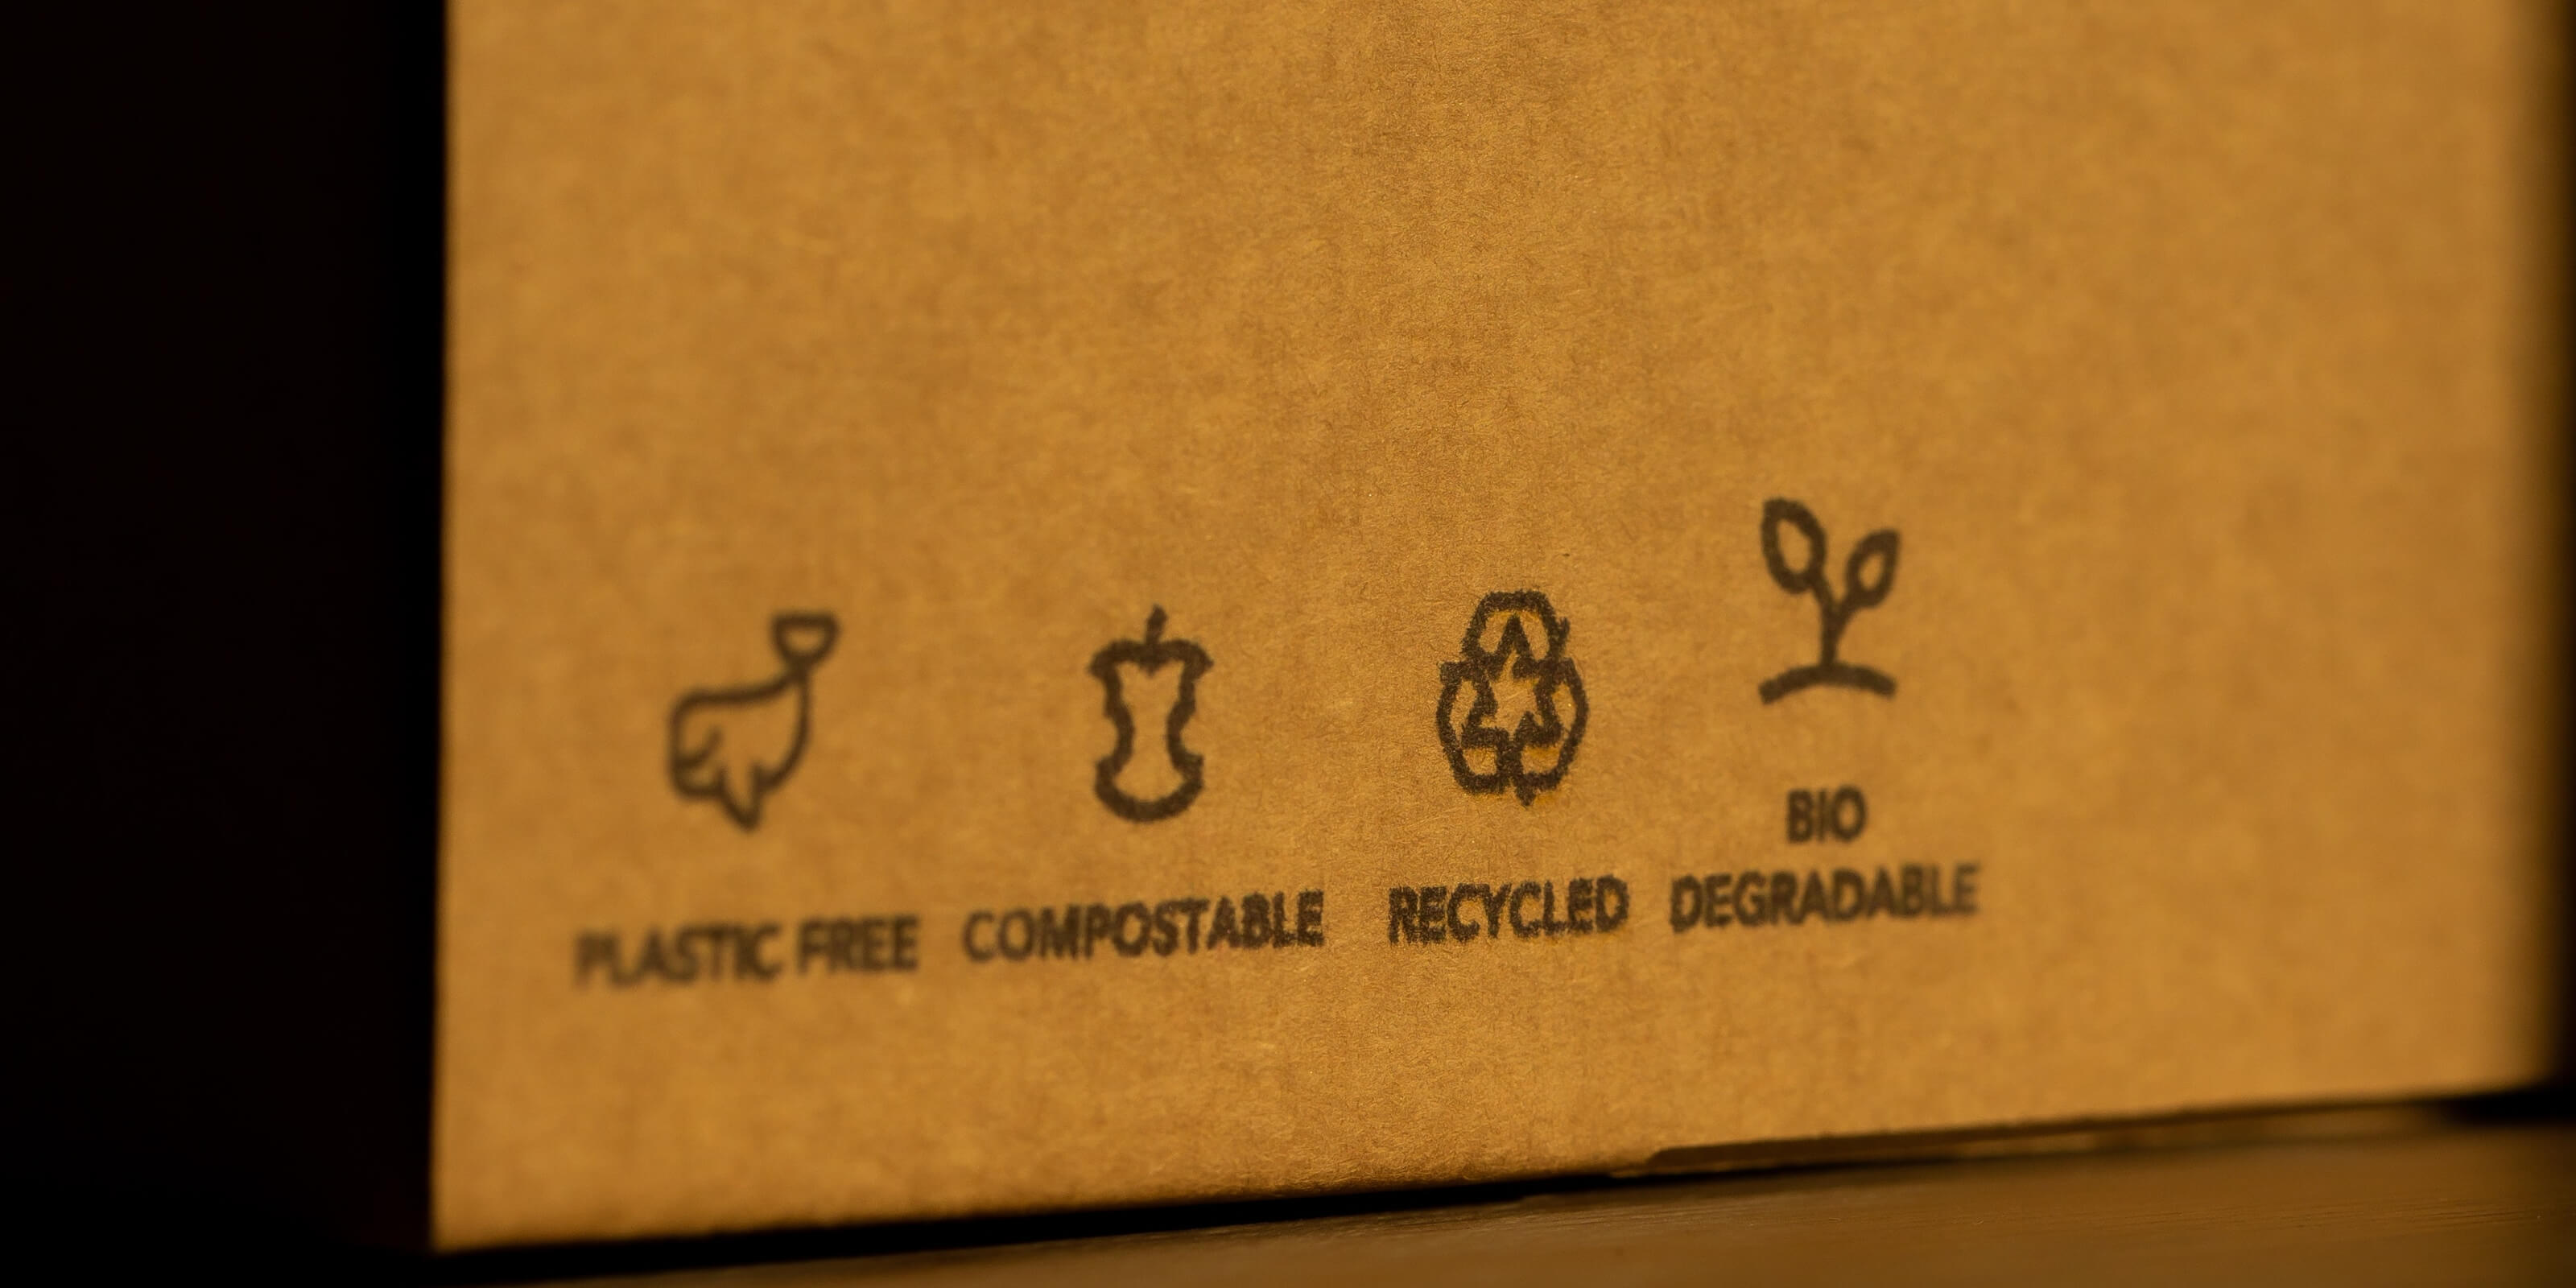 PLASTIC FREE
COMPOSTABLE
RECYCLED
BIO
DEGRADABLE